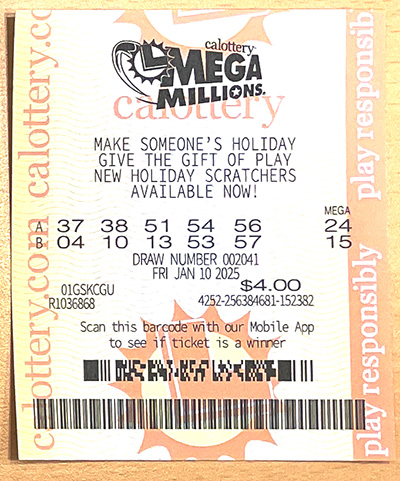 calottery
MEGA
MILLIONS.
calottery
MAKE SOMEONE'S HOLIDAY
GIVE THE GIFT OF PLAY
NEW HOLIDAY SCRATCHERS
AVAILABLE NOW!
MEGA
A 37 38 51 54 56 24
B 04 10 13 53 57 15
DRAW NUMBER 002041
FRI JAN 10 2025
01GSKCGU $4.00
R1036868 4252-256384681-152382
Scan this barcode with our Mobile App
to see if ticket is a winner
calottery.com calottery.com
play responsibly play responsib